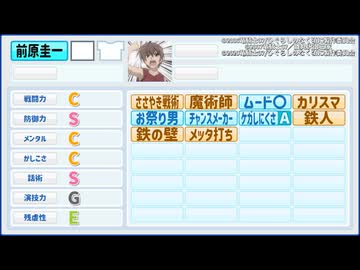 前原圭一
戦闘力 C
防御力 S
メンタル C
かしこさ C
話術 S
演技力 G
残虐性 E
ささやき戦術 魔術師 ムード〇 カリスマ
お祭り男 チャンスメーカー ケガしにくさ A 鉄人
鉄の壁 メッタ打ち